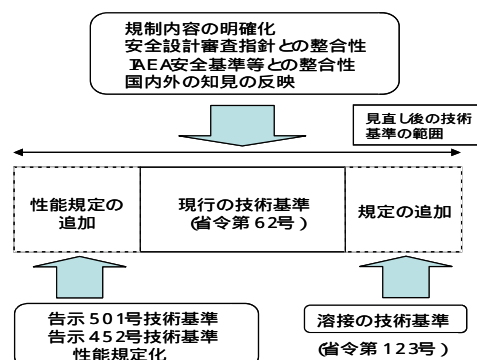 規制内容の明確化
安全設計審査指針との整合性
IAEA安全基準等との整合性
国内外の知見の反映
見直し後の技術
基準の範囲
性能規定の
追加
現行の技術基準
(省令第62号)
規定の追加
告示501号技術基準
告示452号技術基準
性能規定化
溶接の技術基準
(省令第123号)